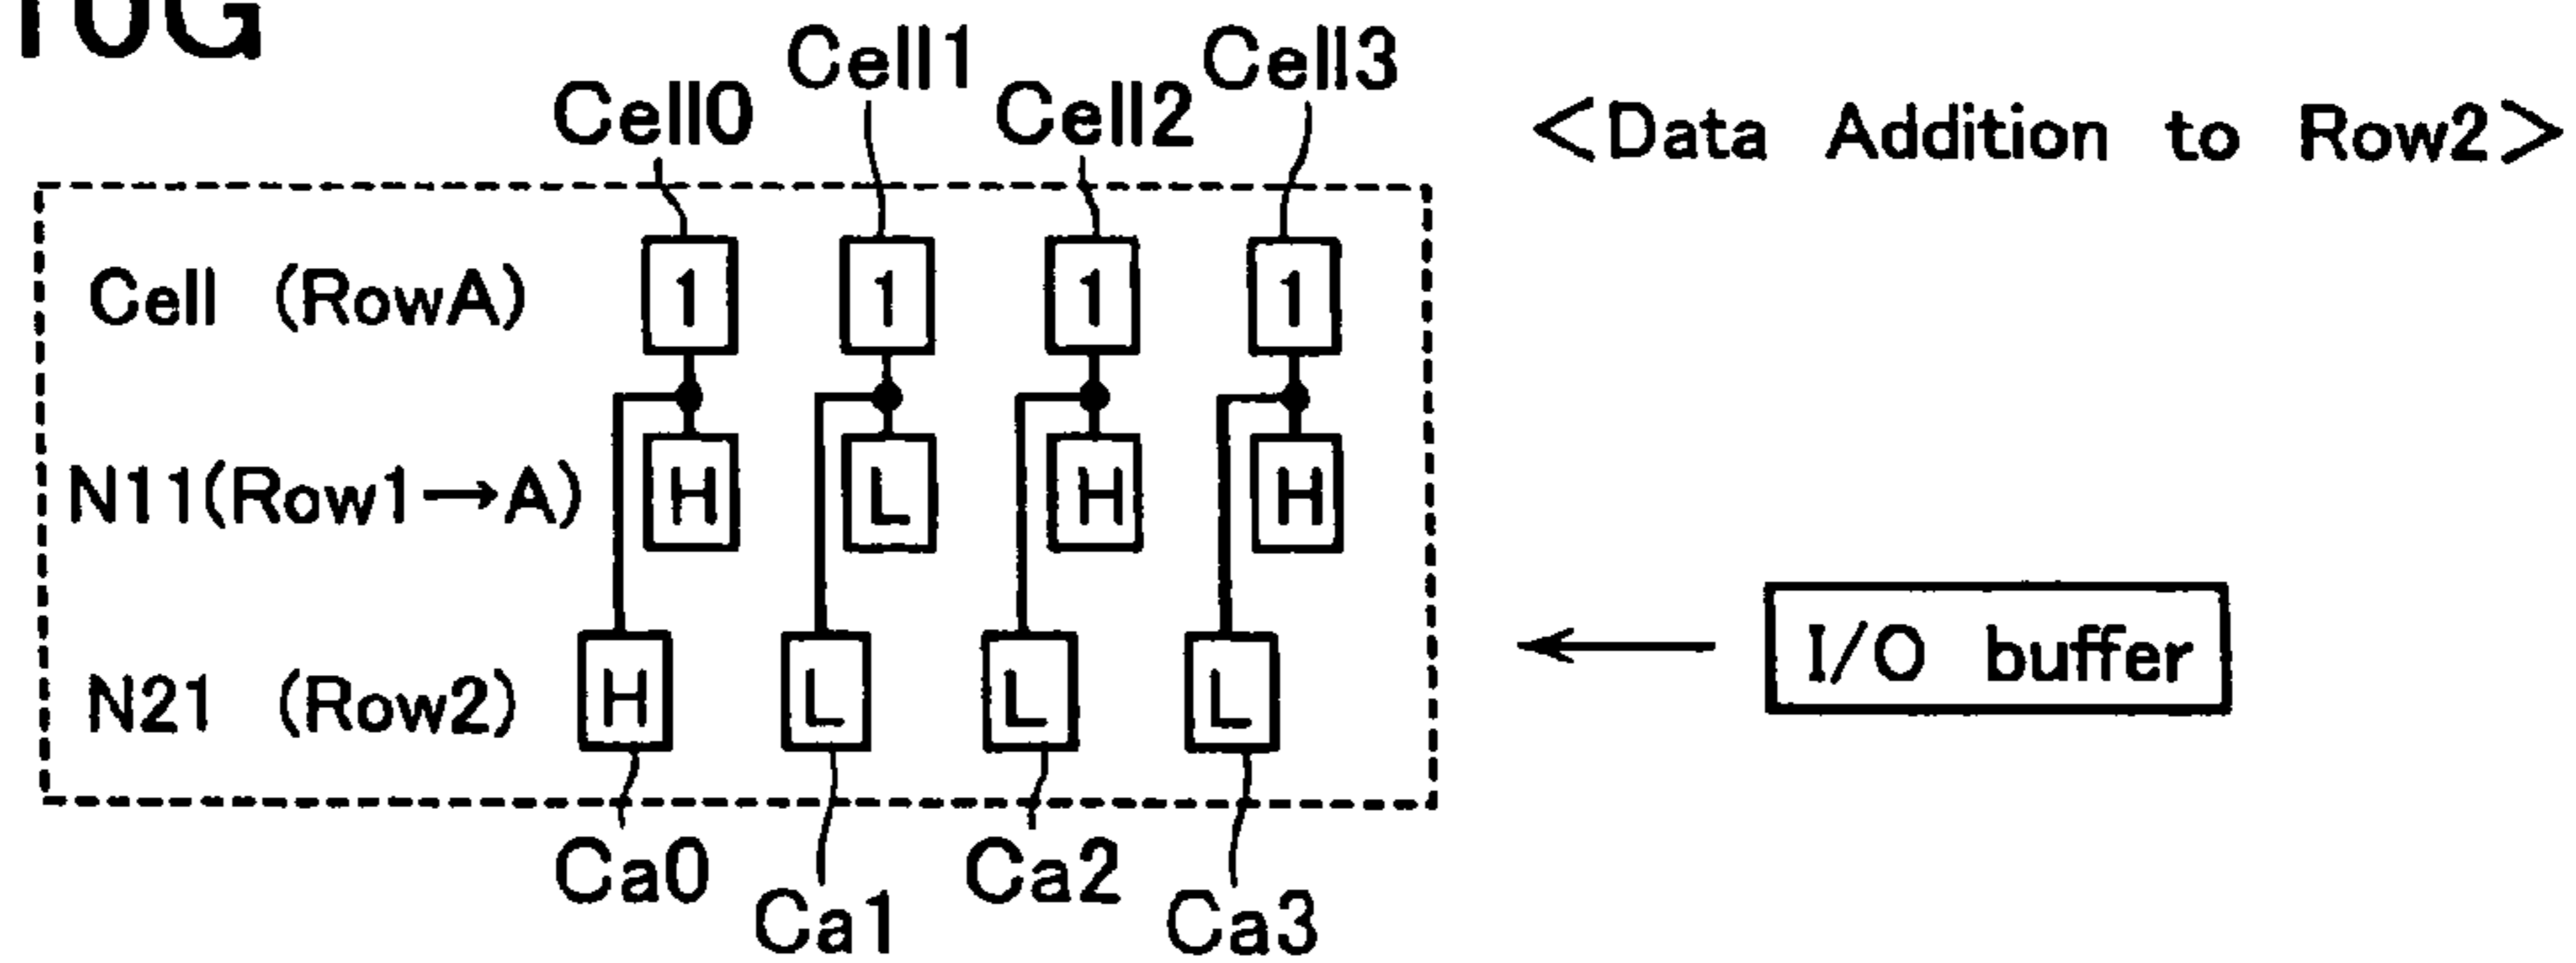 10G
Cell0 Cell1 Cell2 Cell3 <Data Addition to Row2>
Cell (RowA) 1 1 1 1
N11(Row1→A) H L H H
I/O buffer
N21 (Row2) H L L L
Ca0 Ca1 Ca2 Ca3